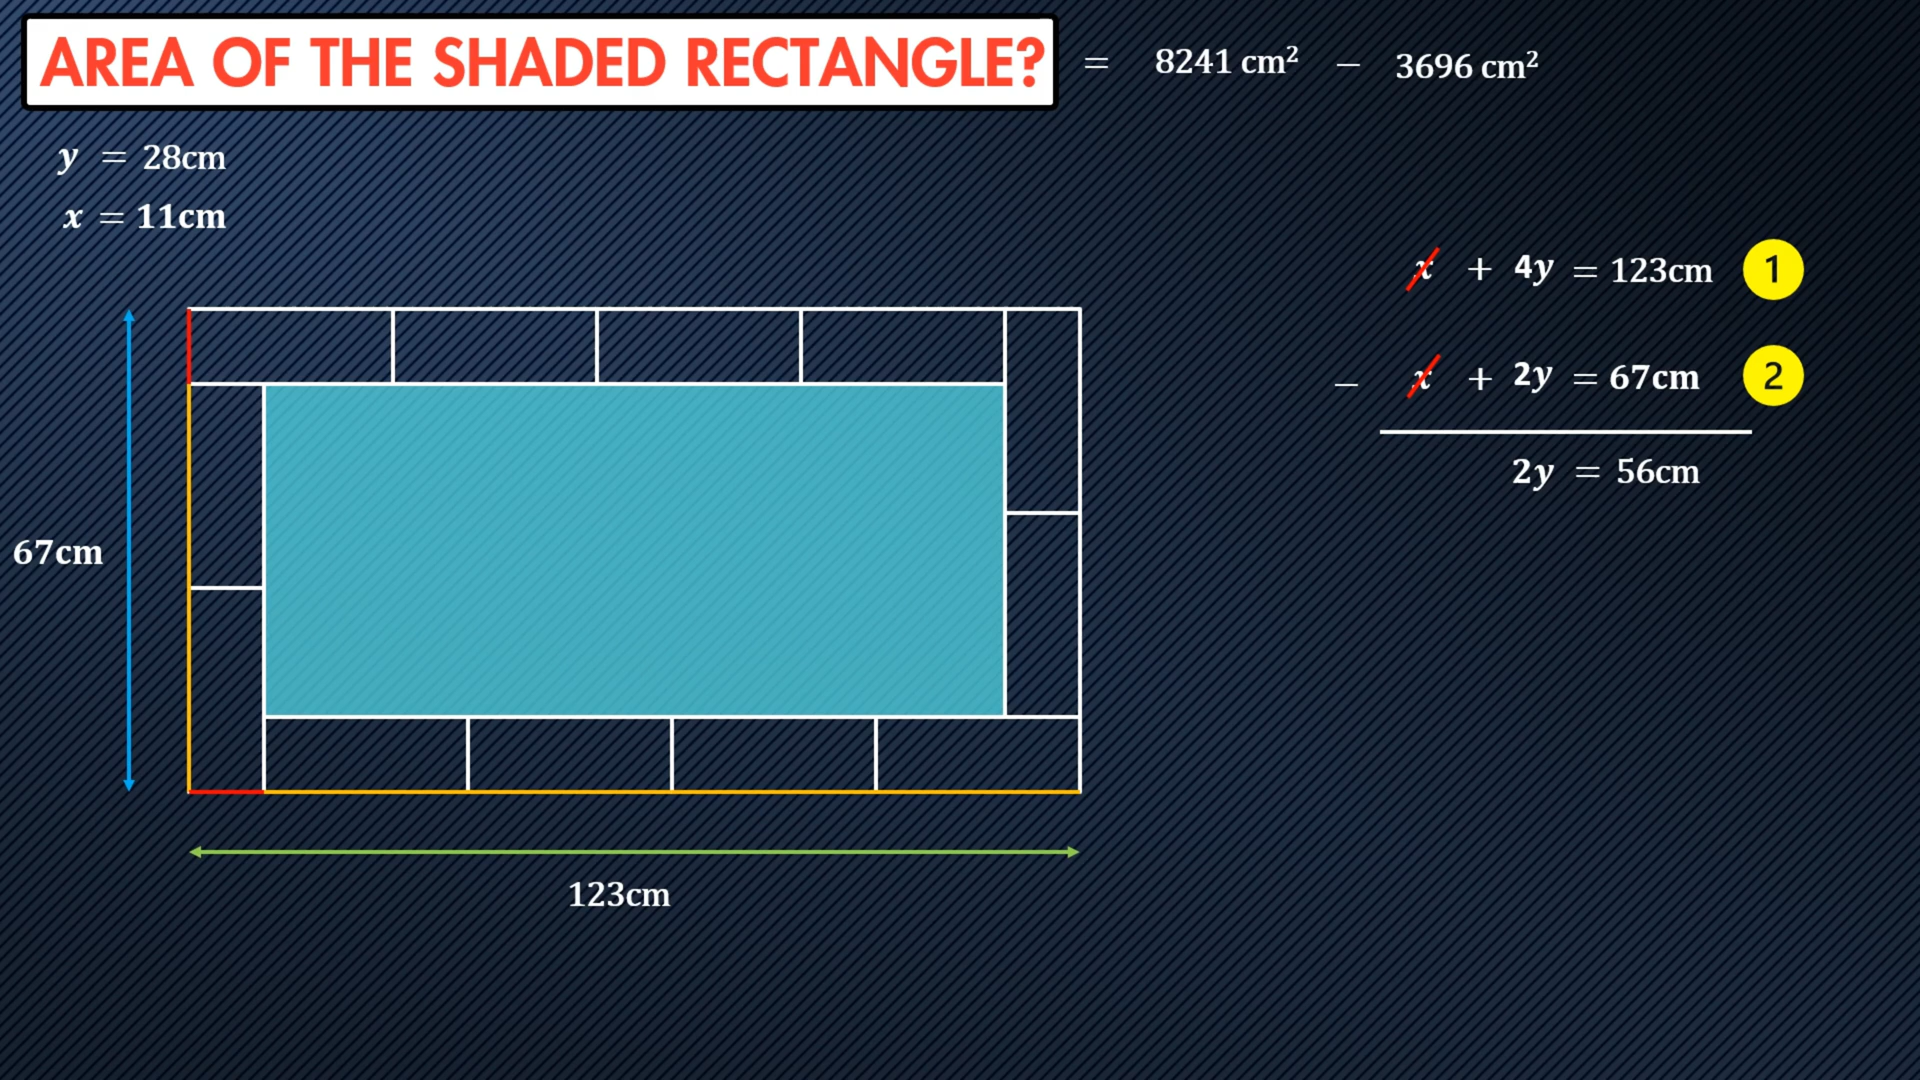 AREA OF THE SHADED RECTANGLE? = 8241 cm² − 3696 cm²
y = 28cm
x = 11cm
x + 4y = 123cm 1
− x + 2y = 67cm 2
2y = 56cm
67cm
123cm